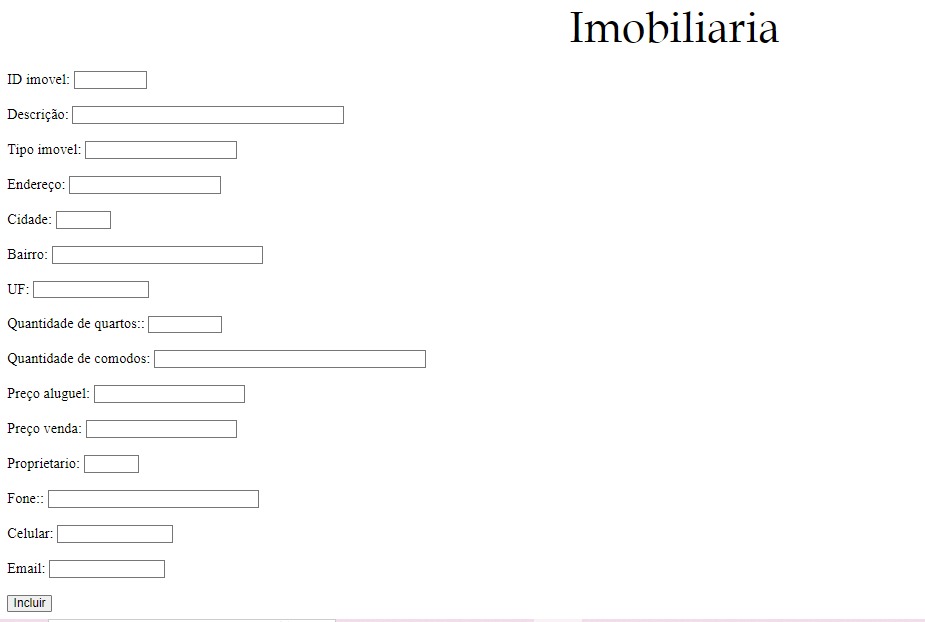 Imobiliaria
ID imovel:
Descrição:
Tipo imovel:
Endereço:
Cidade:
Bairro:
UF:
Quantidade de quartos::
Quantidade de comodos:
Preço aluguel:
Preço venda:
Proprietario:
Fone::
Celular:
Email:
Incluir